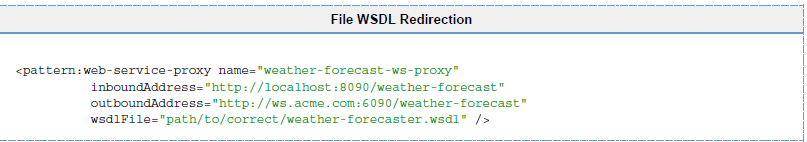 File WSDL Redirection
<pattern:web-service-proxy name="weather-forecast-ws-proxy"
inboundAddress="http://localhost:8090/weather-forecast"
outboundAddress="http://ws.acme.com:6090/weather-forecast"
wsdlFile="path/to/correct/weather-forecaster.wsdl" />